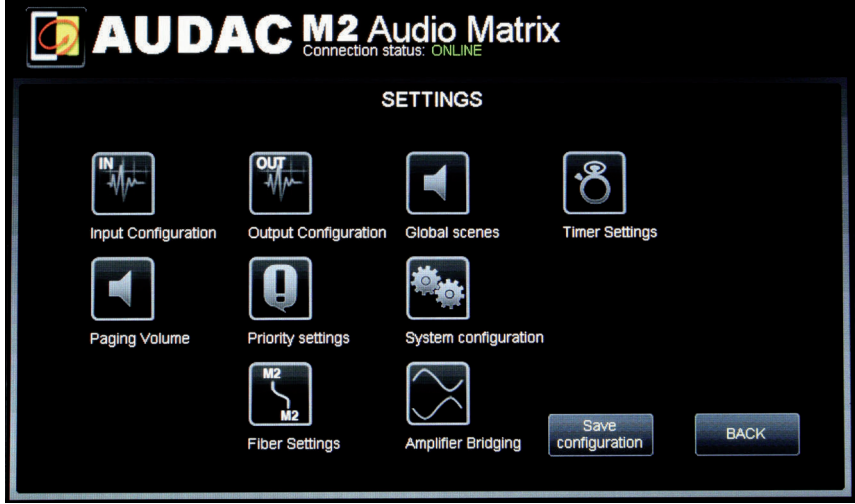 AUDAC M2 Audio Matrix
Connection status: ONLINE
SETTINGS
IN
OUT
Input Configuration
Output Configuration
Global scenes
Timer Settings
Paging Volume
Priority settings
System configuration
M2
M2
Fiber Settings
Amplifier Bridging
Save
configuration
BACK